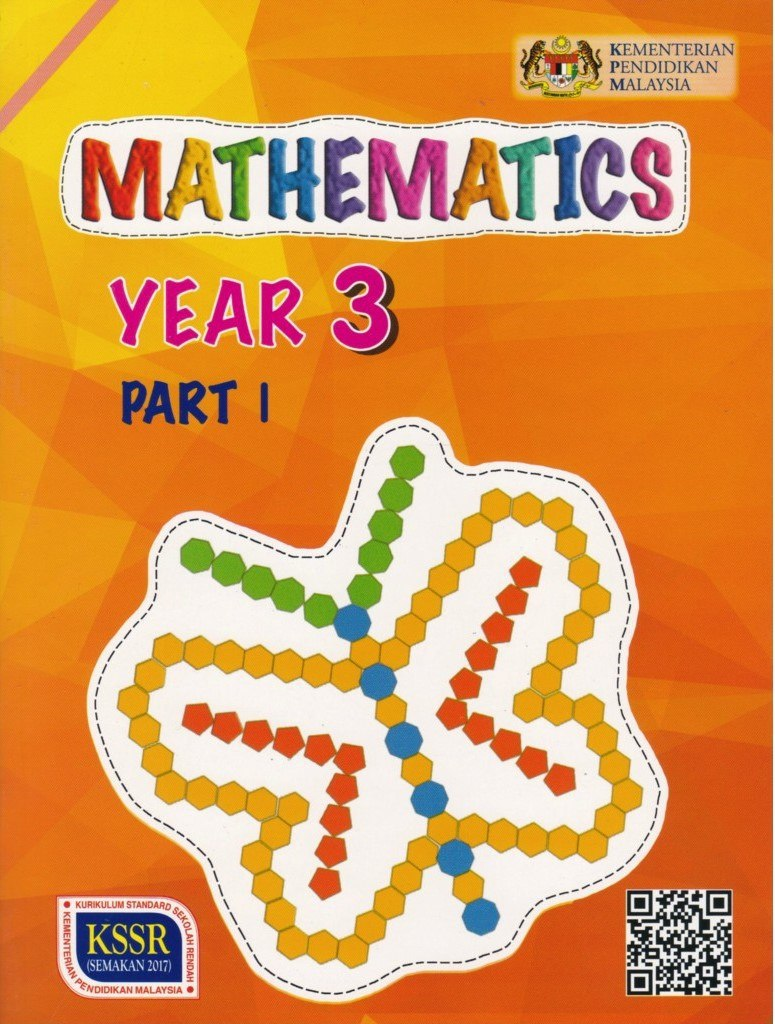 KEMENTERIAN
PENDIDIKAN
MALAYSIA
MATHEMATICS
YEAR 3
PART 1
KURIKULUM STANDARD SEKOLAH RENDAH
KSSR
(SEMAKAN 2017)
KEMENTERIAN PENDIDIKAN MALAYSIA